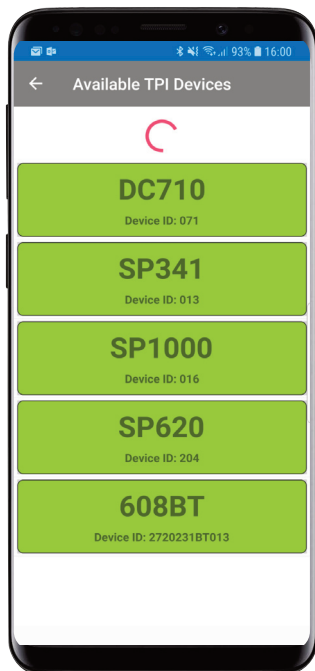 93% 16:00
Available TPI Devices
DC710
Device ID: 071
SP341
Device ID: 013
SP1000
Device ID: 016
SP620
Device ID: 204
608BT
Device ID: 2720231BT013